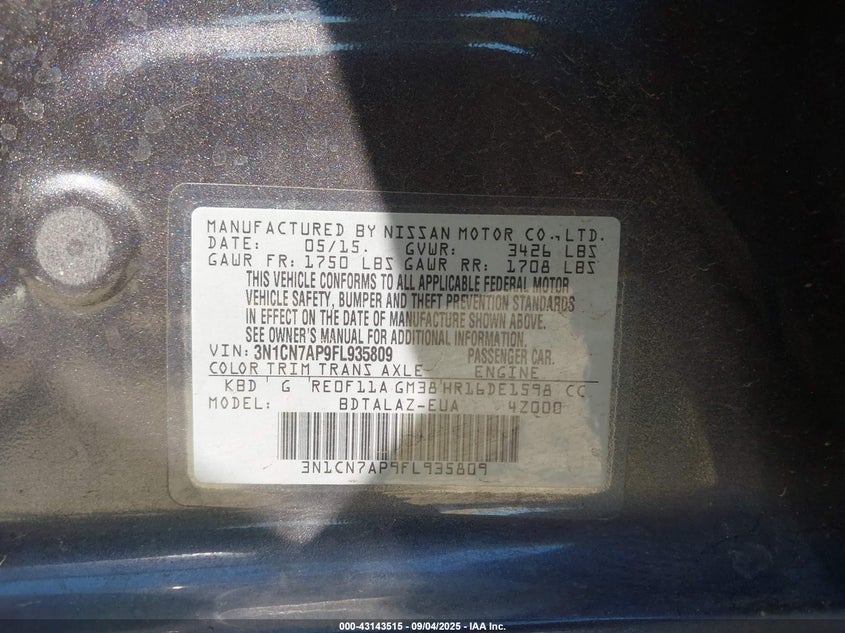 MANUFACTURED BY NISSAN MOTOR CO.,LTD.
DATE: 05/15. GVWR: 3426 LBS
GAWR FR: 1750 LBS GAWR RR: 1708 LBS
THIS VEHICLE CONFORMS TO ALL APPLICABLE FEDERAL MOTOR
VEHICLE SAFETY, BUMPER AND THEFT PREVENTION STANDARDS
IN EFFECT ON THE DATE OF MANUFACTURE SHOWN ABOVE.
SEE OWNER'S MANUAL FOR ADDITIONAL INFORMATION.
VIN: 3N1CN7AP9FL935809 PASSENGER CAR.
COLOR TRIM TRANS AXLE ENGINE
KBD G RE0F11A GM38 HR16DE1598 CC
MODEL: BDTALAZ-EUA 4Z000
3N1CN7AP9FL935809
000-43143515 - 09/04/2025 - IAA Inc.